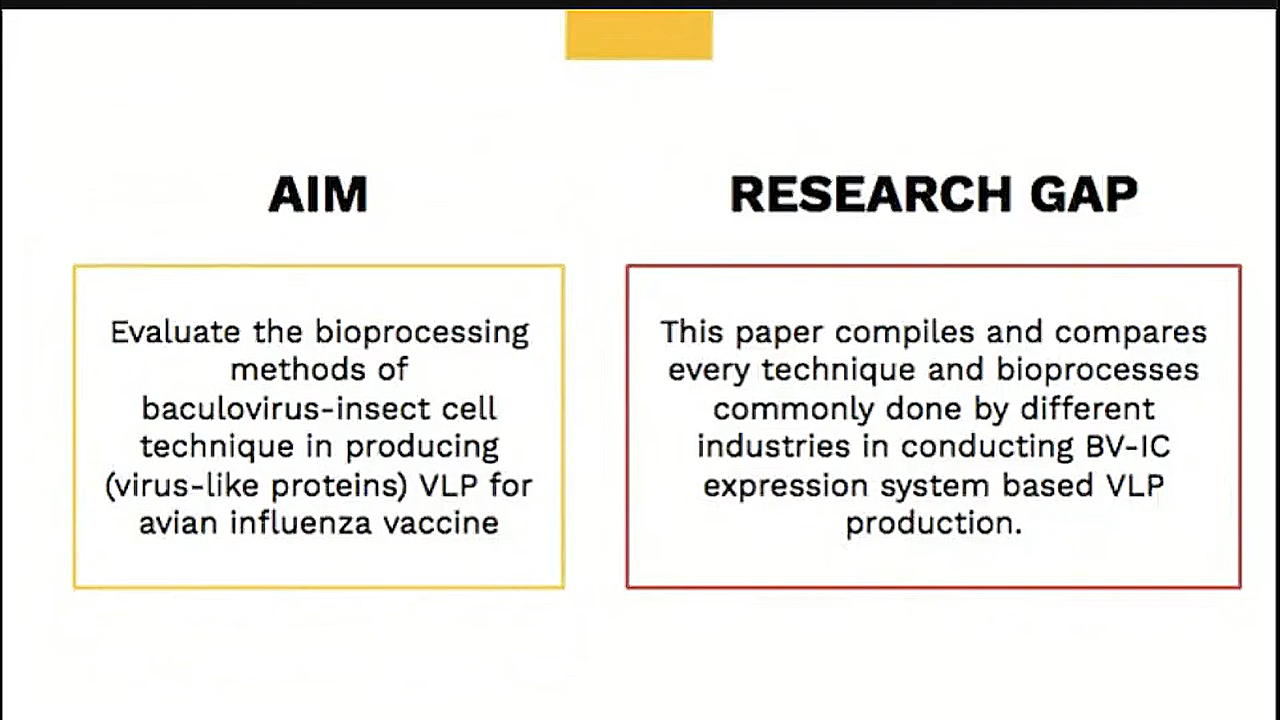 AIM
Evaluate the bioprocessing
methods of
baculovirus-insect cell
technique in producing
(virus-like proteins) VLP for
avian influenza vaccine
RESEARCH GAP
This paper compiles and compares
every technique and bioprocesses
commonly done by different
industries in conducting BV-IC
expression system based VLP
production.